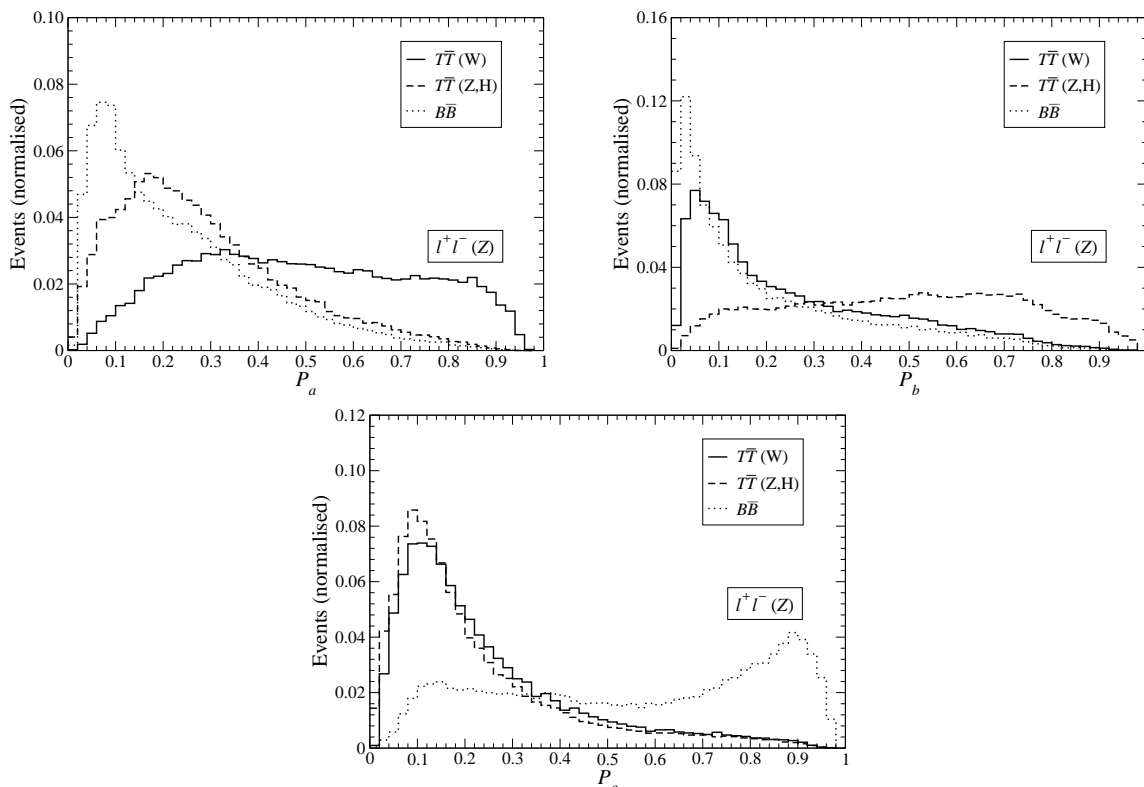 0.10
0.08
0.06
0.04
0.02
0
Events (normalised)
TT̅ (W)
TT̅ (Z,H)
BB̅
l⁺l⁻ (Z)
0 0.1 0.2 0.3 0.4 0.5 0.6 0.7 0.8 0.9 1
Pₐ
0.16
0.12
0.08
0.04
0
Events (normalised)
TT̅ (W)
TT̅ (Z,H)
BB̅
l⁺l⁻ (Z)
0 0.1 0.2 0.3 0.4 0.5 0.6 0.7 0.8 0.9
P_b
0.12
0.10
0.08
0.06
0.04
0.02
0
Events (normalised)
TT̅ (W)
TT̅ (Z,H)
BB̅
l⁺l⁻ (Z)
0 0.1 0.2 0.3 0.4 0.5 0.6 0.7 0.8 0.9 1